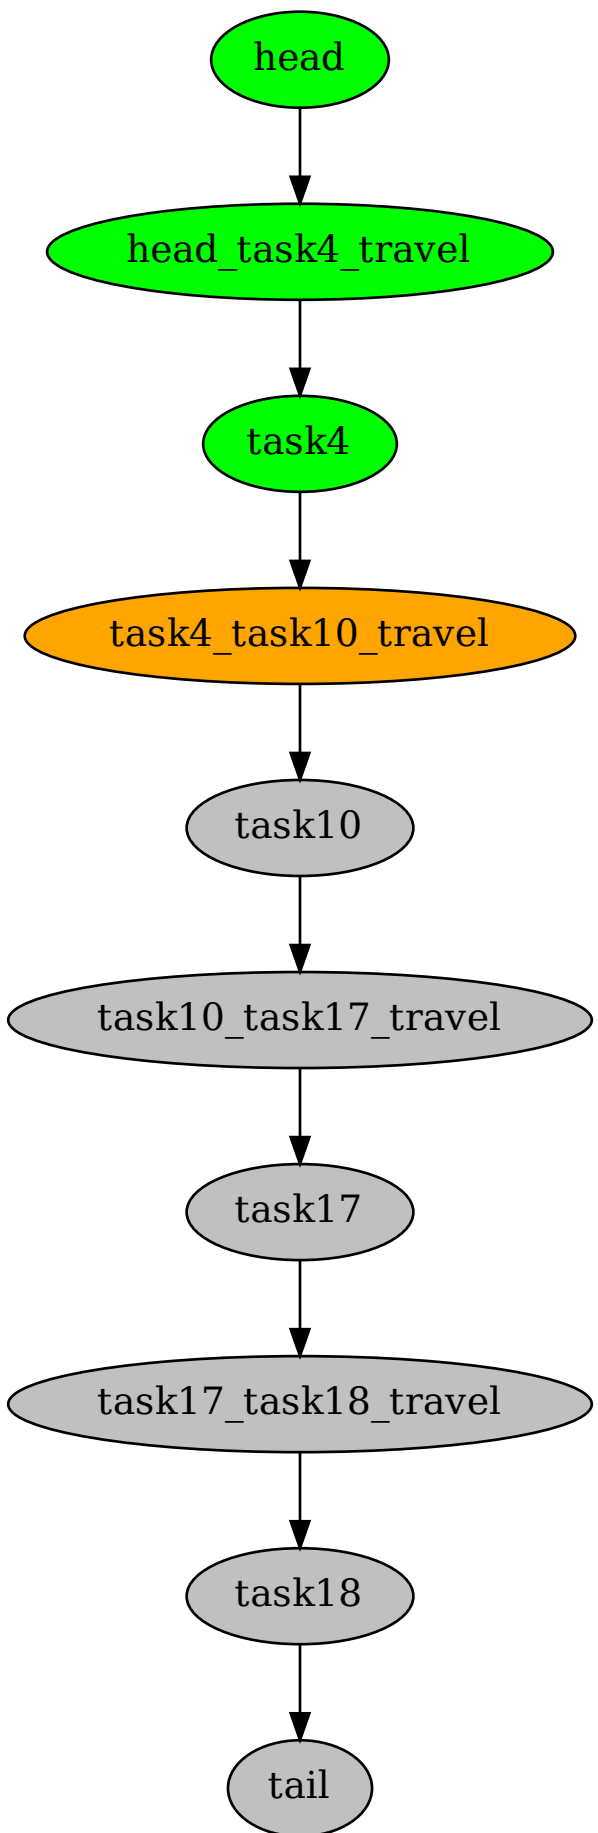 head
head_task4_travel
task4
task4_task10_travel
task10
task10_task17_travel
task17
task17_task18_travel
task18
tail